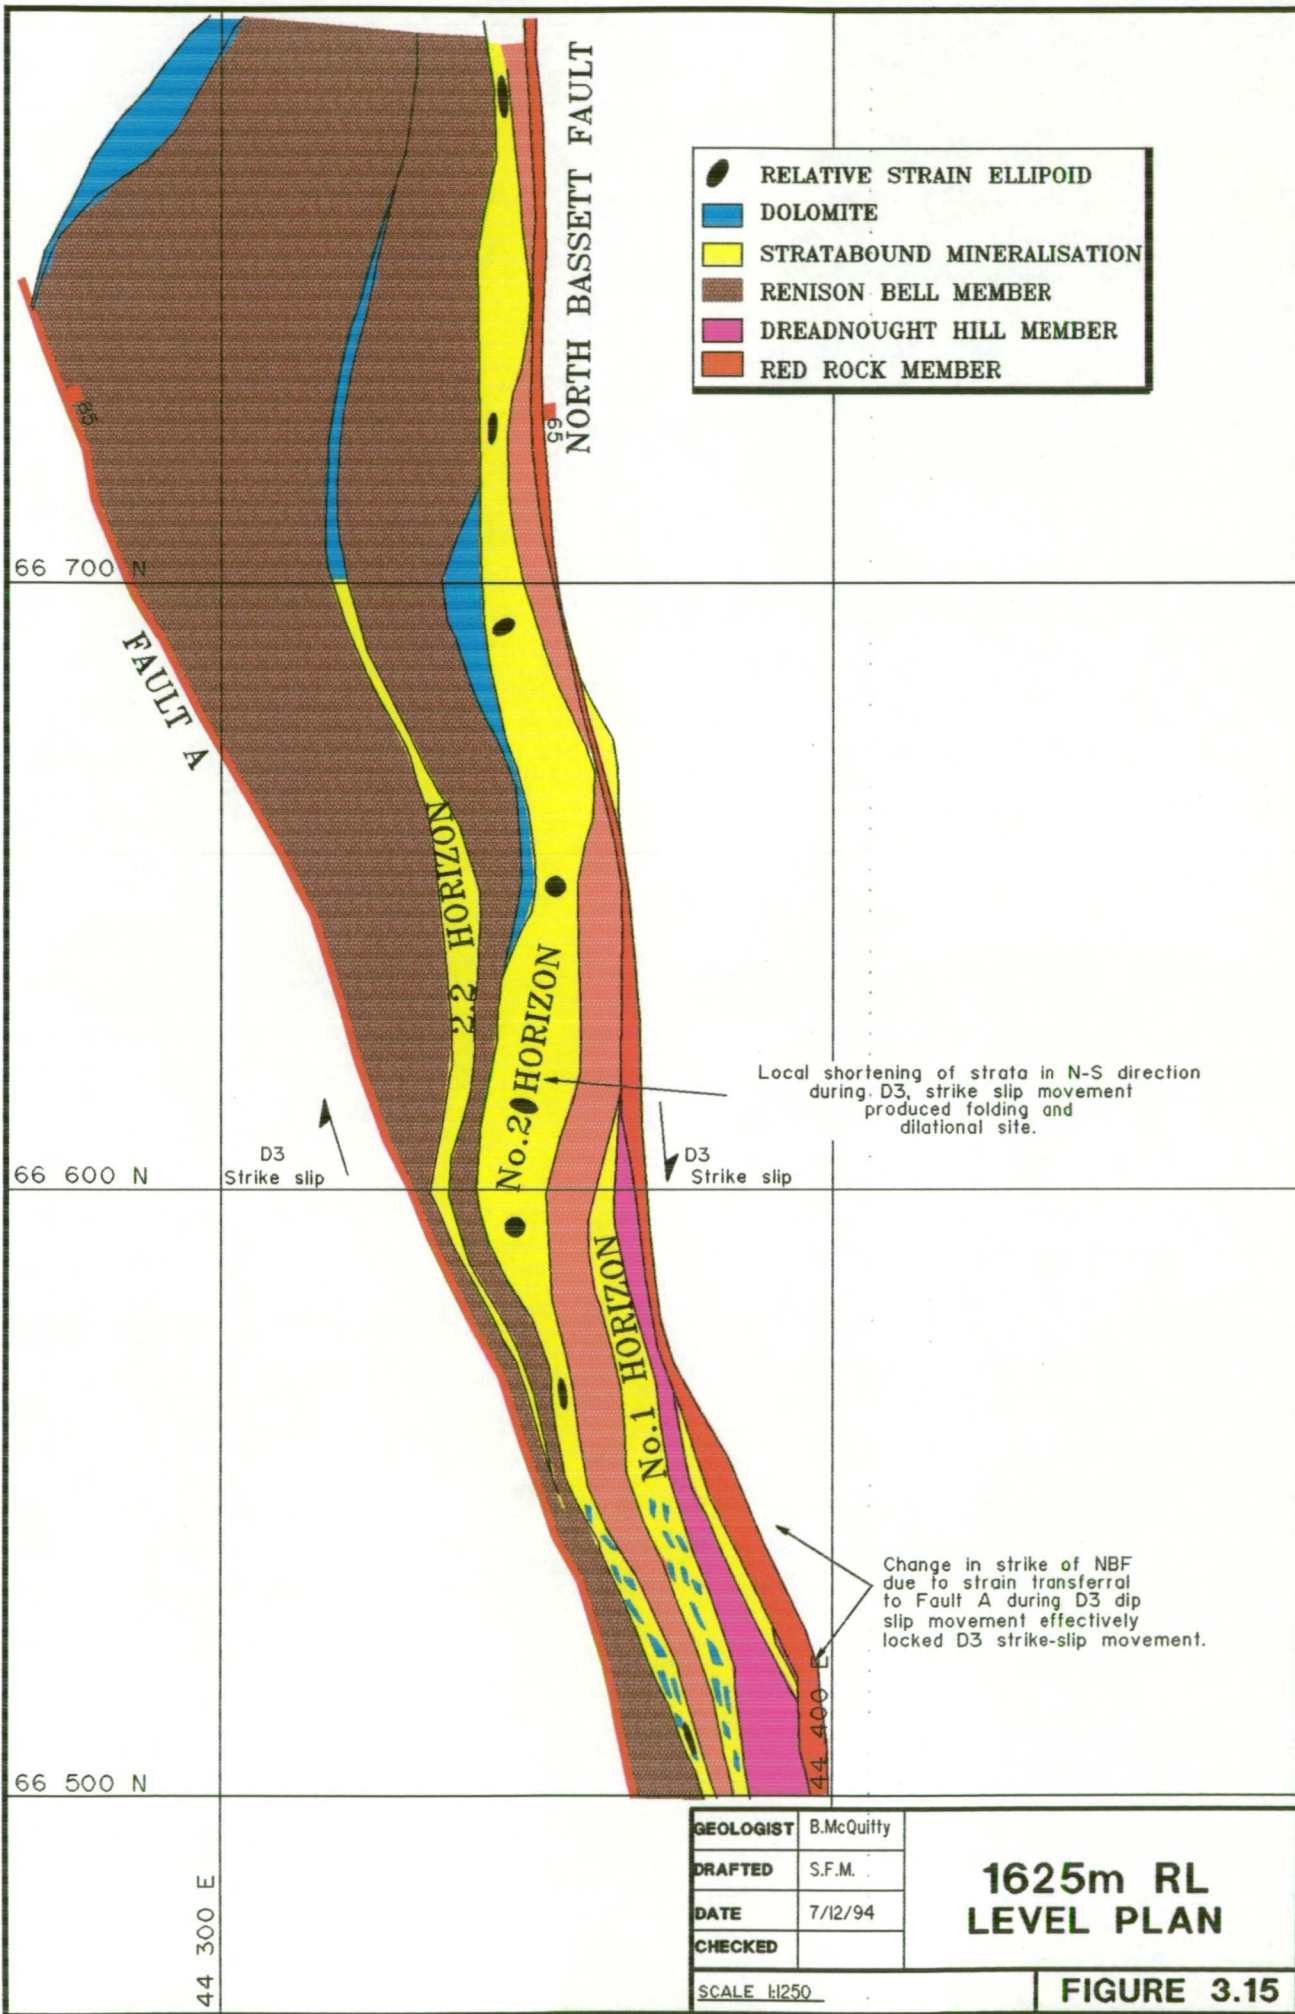 NORTH BASSETT FAULT
RELATIVE STRAIN ELLIPOID
DOLOMITE
STRATABOUND MINERALISATION
RENISON BELL MEMBER
DREADNOUGHT HILL MEMBER
RED ROCK MEMBER
85
65
66 700 N
FAULT A
2.2 HORIZON
No.2 HORIZON
Local shortening of strata in N-S direction
during D3, strike slip movement
produced folding and
dilational site.
D3
Strike slip
D3
Strike slip
66 600 N
No.1 HORIZON
Change in strike of NBF
due to strain transferral
to Fault A during D3 dip
slip movement effectively
locked D3 strike-slip movement.
44 400 E
66 500 N
44 300 E
GEOLOGIST B.McQuitty
DRAFTED S.F.M.
DATE 7/12/94
CHECKED
1625m RL
LEVEL PLAN
SCALE 1:1250
FIGURE 3.15